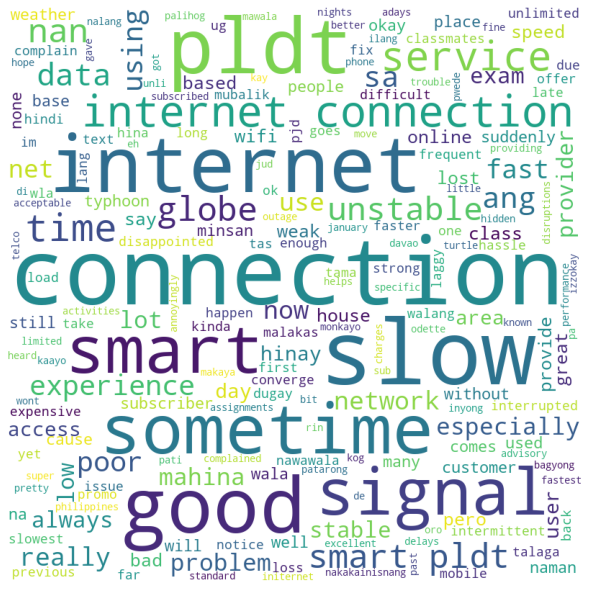 weather palihog nights adays unlimited
nalang mawala better ilang fine
nan pldt okay place speed
complain ug phone classmates fix
using got gave hope unli kay pwede
data service
subscribed trouble due
none based people sa exam offer
base hindi mubalik difficult late
internet connection
im text hina long goes wifi online suddenly
pjd move providing
net lang eh ok frequent lost fast provider
di wla jud little
internet
acceptable typhoon globe use unstable ang
telco say minsan outage weak one hidden disruptions
time disappointed january faster class hassle
tas enough davao turtle
connection
load helps tama strong laggy specific
activities annoyingly happen now house walang area
still kinda malakas
limited take smart lot hinay slow
heard monkayo odette known provide great
performance izzokay pa
experience day makaya first converge charges sub network without interrupted
expensive subscriber dugay bit inyong
access cause sometime assignments rin comes used especially
yet wont pati nawawala many customer advisory bagyong
super low poor mahina wala complained kog patarong fastest
pretty issue good signal user
philippines promo de pero
na always stable intermittent back
slowest will notice well oro talaga
really bad problem smart pldt naman
previous far standard loss initernet past nakakainisnang excellent delays mobile